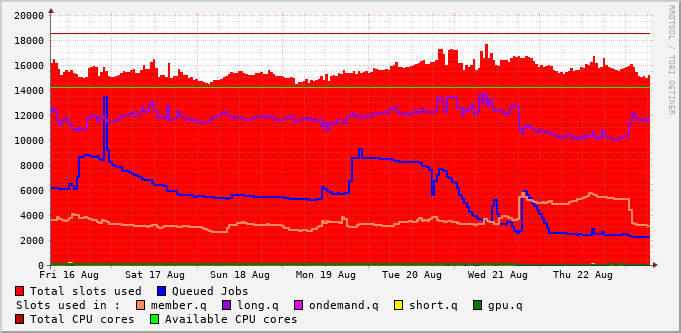 20000
18000
16000
14000
12000
10000
8000
6000
4000
2000
0
Fri 16 Aug Sat 17 Aug Sun 18 Aug Mon 19 Aug Tue 20 Aug Wed 21 Aug Thu 22 Aug
Total slots used Queued Jobs
Slots used in : member.q long.q ondemand.q short.q gpu.q
Total CPU cores Available CPU cores
RRDTOOL / TOBI OETIKER